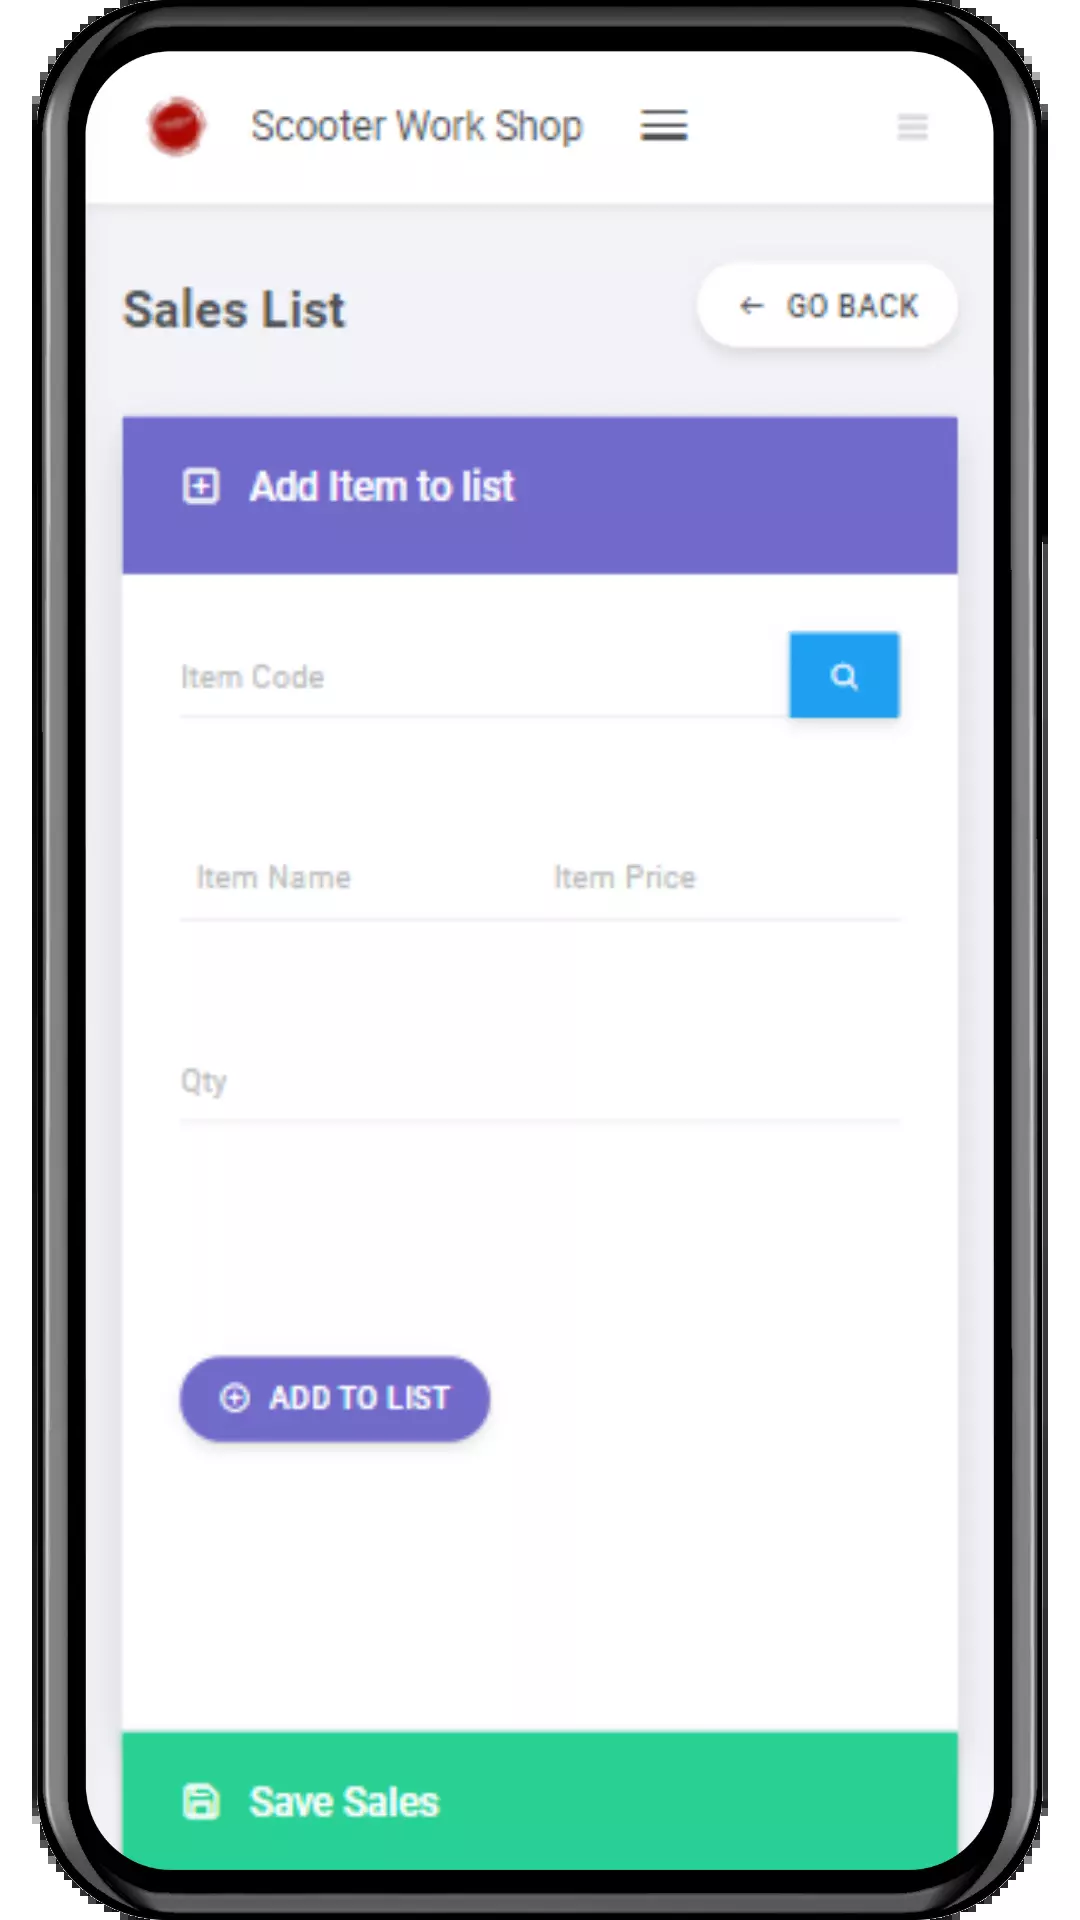 Scooter Work Shop
Sales List
GO BACK
Add Item to list
Item Code
Item Name Item Price
Qty
ADD TO LIST
Save Sales